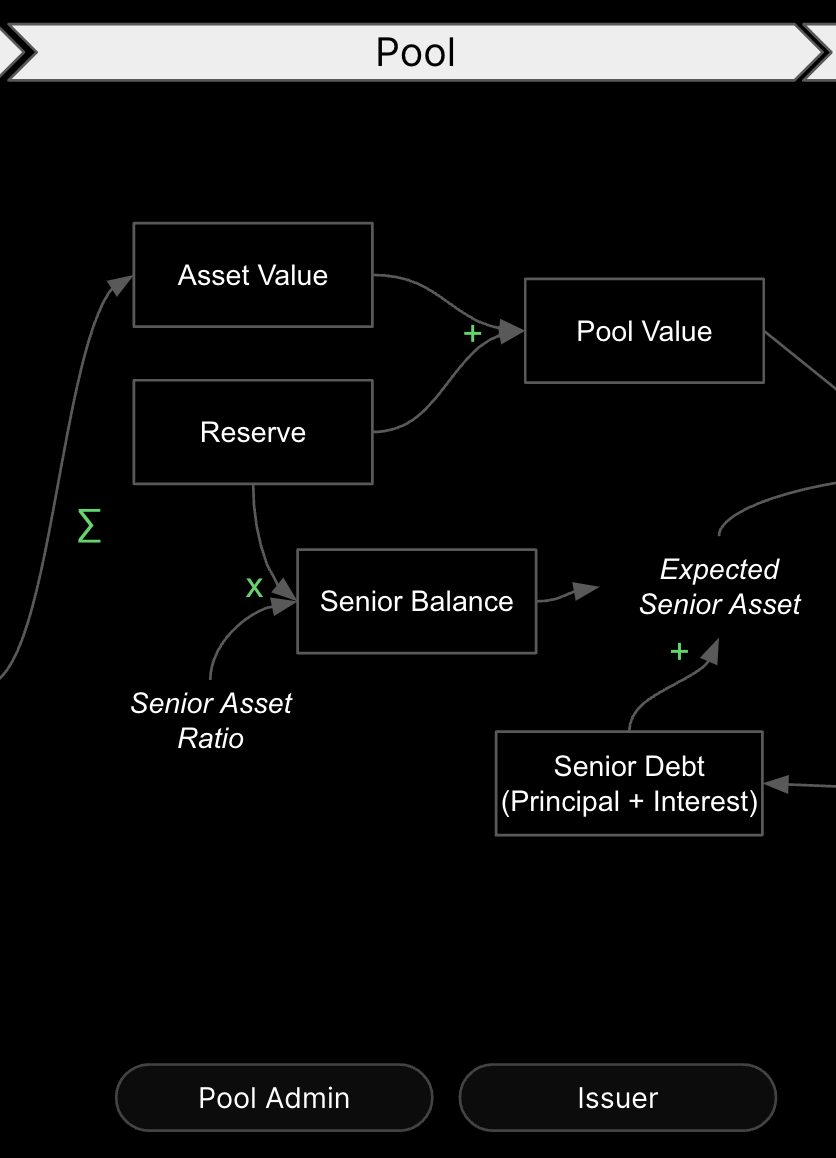 Pool
Asset Value
+
Pool Value
Reserve
∑
x
Senior Balance
Expected
Senior Asset
+
Senior Asset
Ratio
Senior Debt
(Principal + Interest)
Pool Admin
Issuer